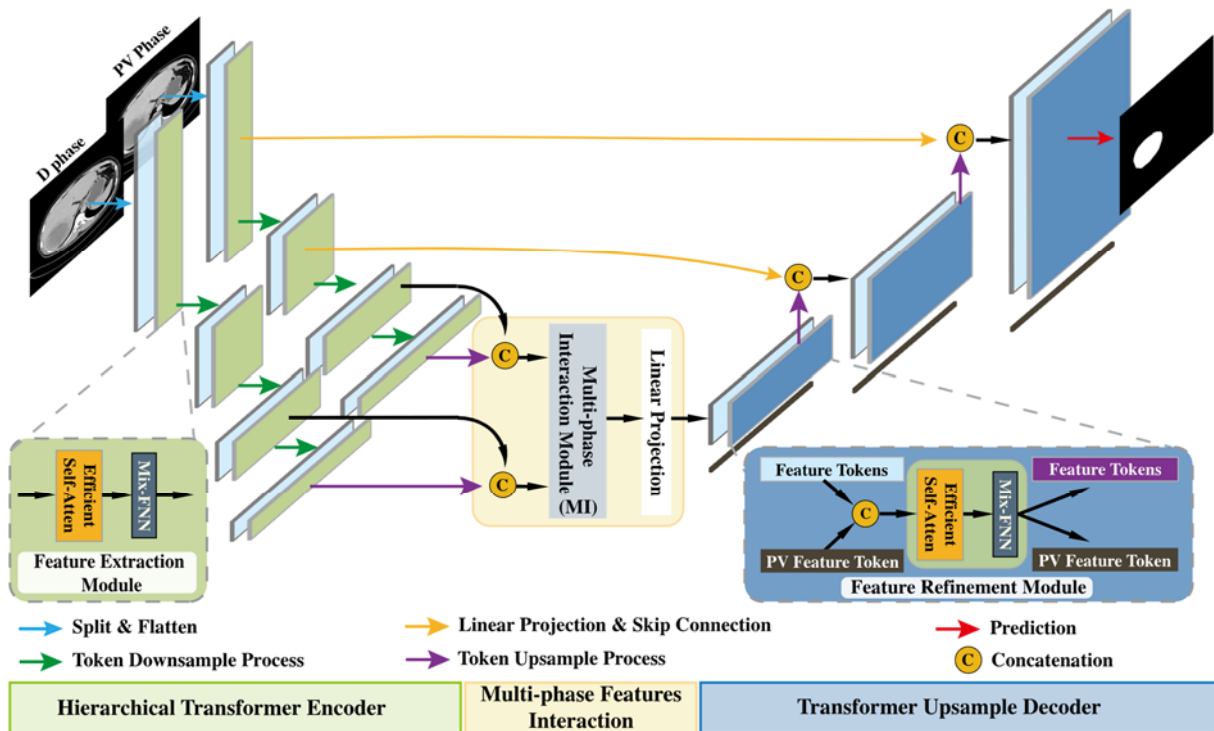 PV Phase
D phase
C
C
C
C
Multi-phase
Interaction Module
(MI)
Linear Projection
Efficient
Self-Atten
Mix-FNN
Feature Extraction
Module
Feature Tokens
PV Feature Token
C
Efficient
Self-Atten
Mix-FNN
Feature Tokens
PV Feature Token
Feature Refinement Module
Split & Flatten
Linear Projection & Skip Connection
Prediction
Token Downsample Process
Token Upsample Process
C Concatenation
Hierarchical Transformer Encoder
Multi-phase Features
Interaction
Transformer Upsample Decoder